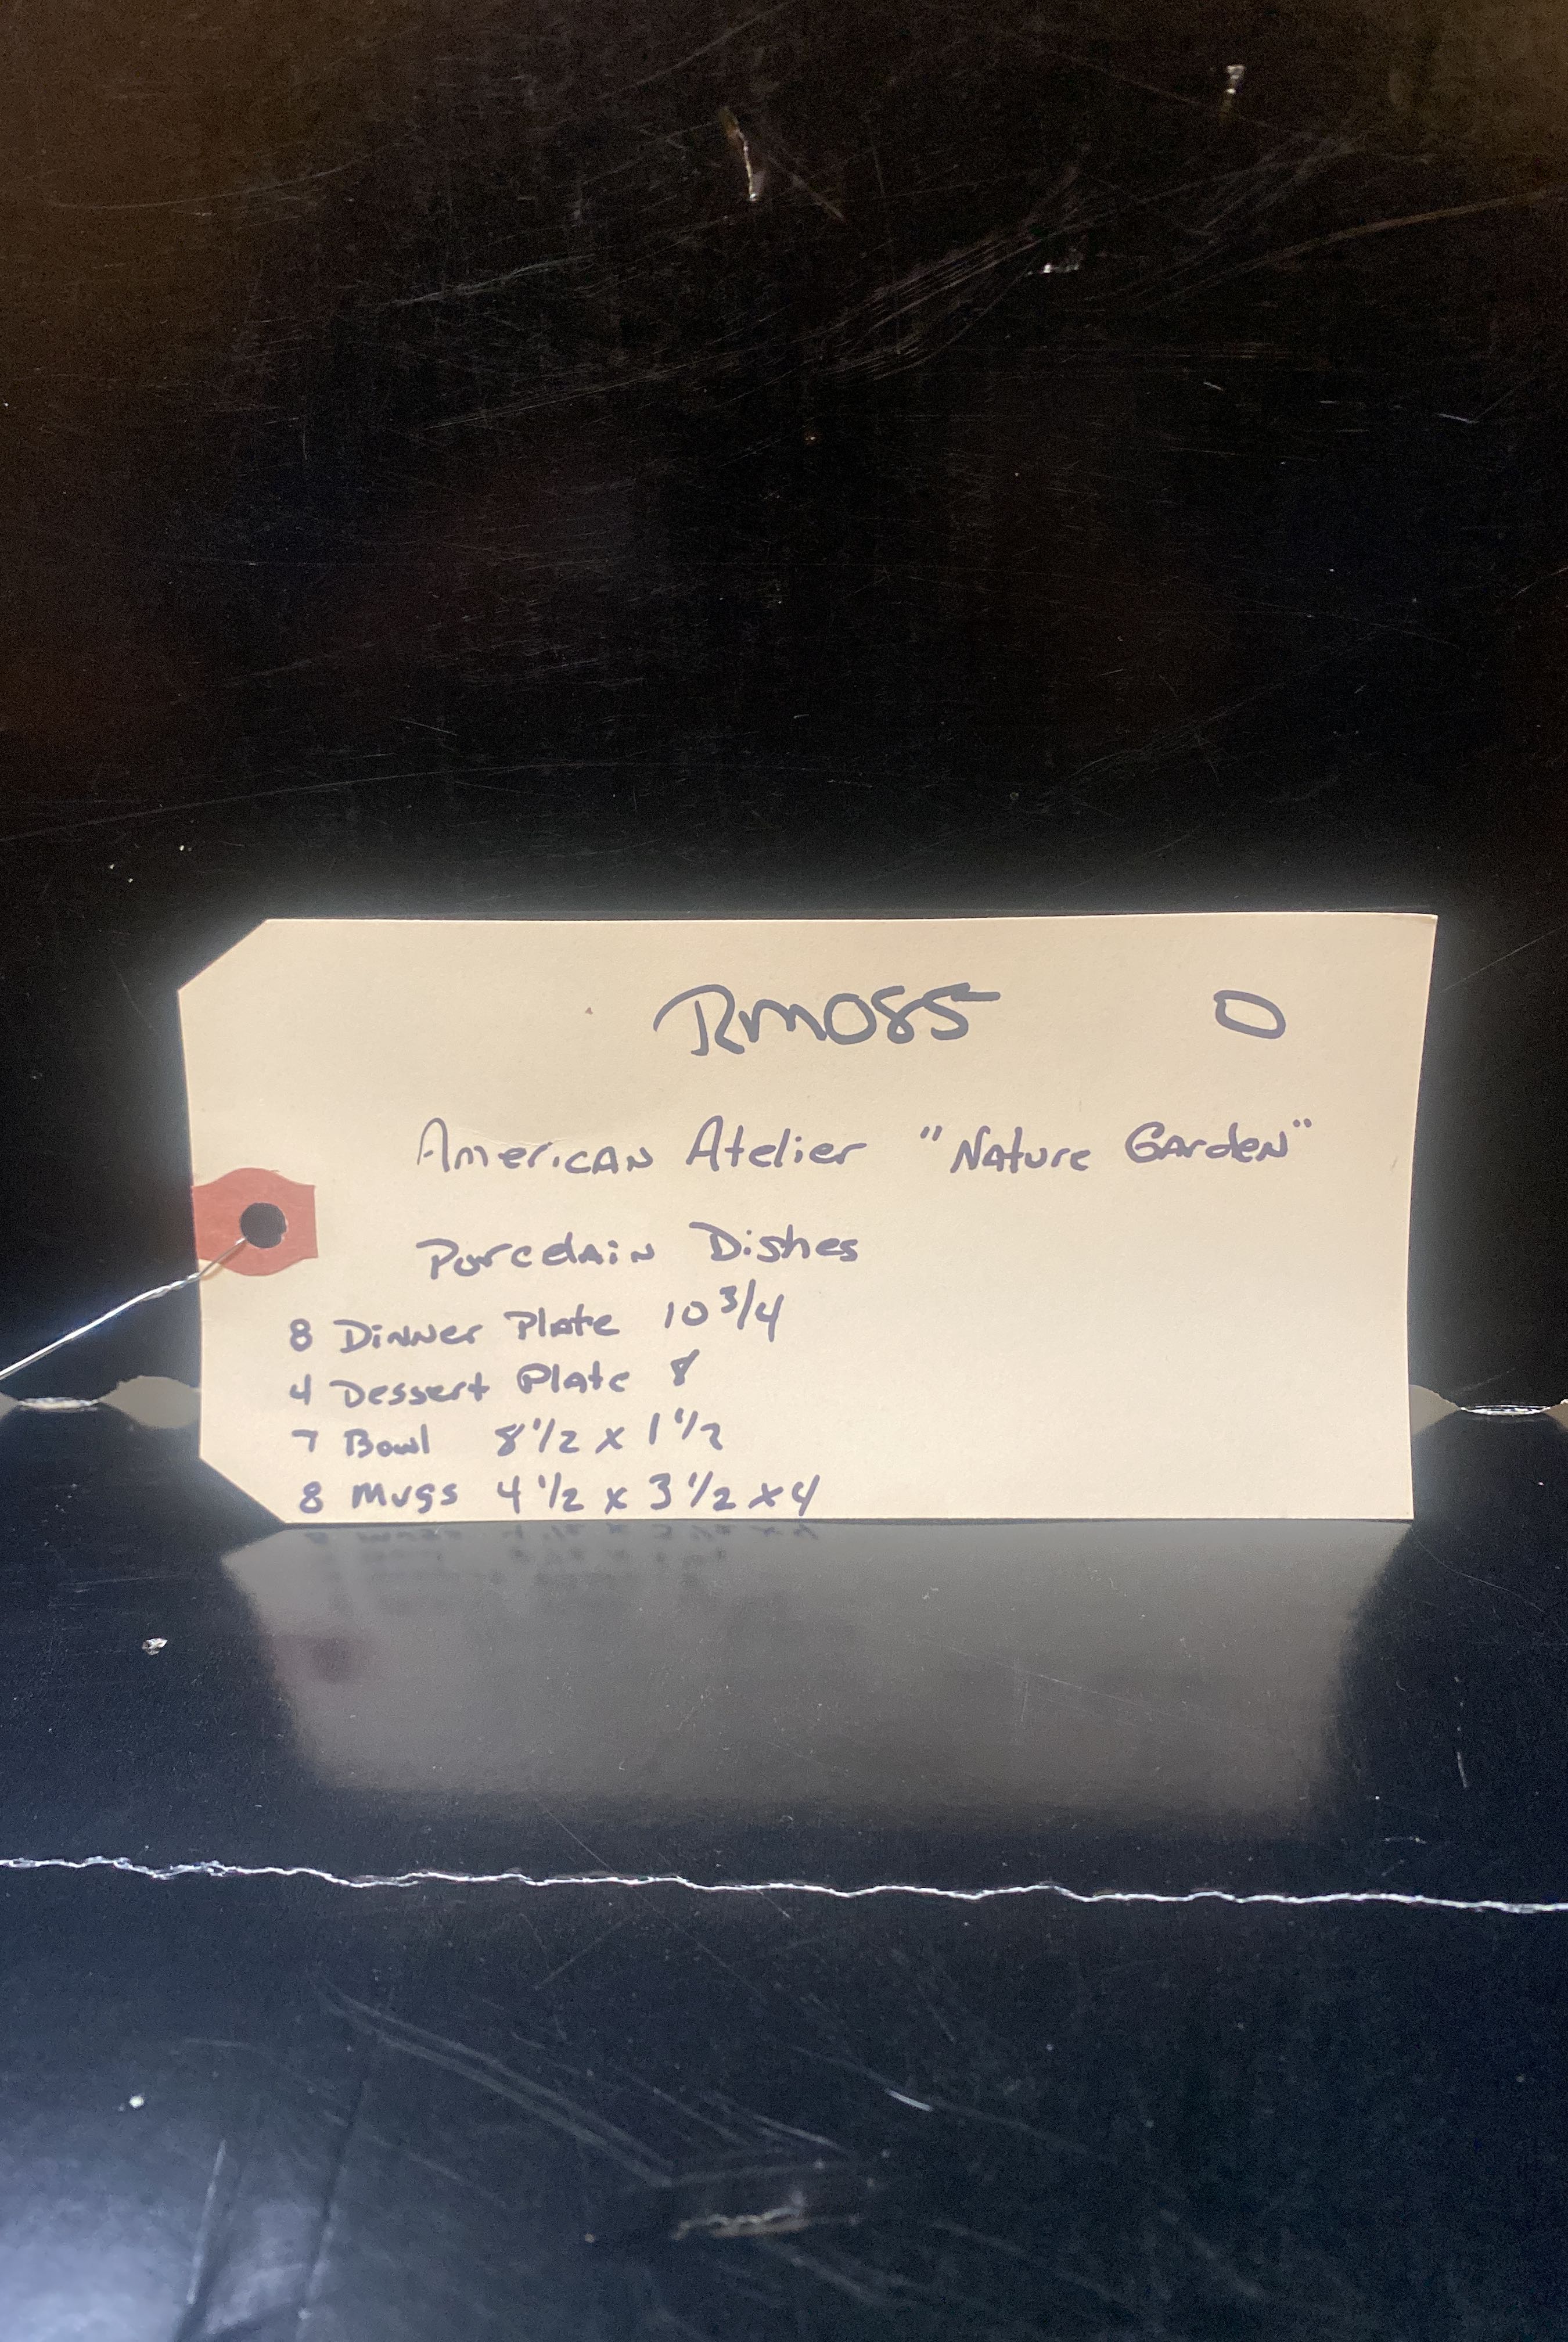 RM085 O
American Atelier "Nature Garden"
Porcelain Dishes
8 Dinner Plate 10 3/4
4 Dessert Plate 8
7 Bowl 8 1/2 x 1 1/2
8 Mugs 4 1/2 x 3 1/2 x 4